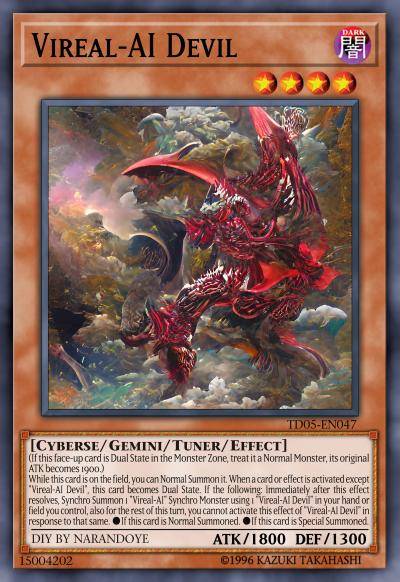 VIREAL-AI DEVIL
DARK
闇
TD05-EN047
[CYBERSE/GEMINI/TUNER/EFFECT]
(If this face-up card is Dual State in the Monster Zone, treat it a Normal Monster, its original
ATK becomes 1900.)
While this card is on the field, you can Normal Summon it. When a card or effect is activated except
"Vireal-AI Devil", this card becomes Dual State. If the following: Immediately after this effect
resolves, Synchro Summon 1 "Vireal-AI" Synchro Monster using 1 "Vireal-AI Devil" in your hand or
field you control, also for the rest of this turn, you cannot activate this effect of "Vireal-AI Devil" in
response to that same. ●If this card is Normal Summoned. ●If this card is Special Summoned.
DIY BY NARANDOYE
ATK/1800 DEF/1300
15004202
©1996 KAZUKI TAKAHASHI